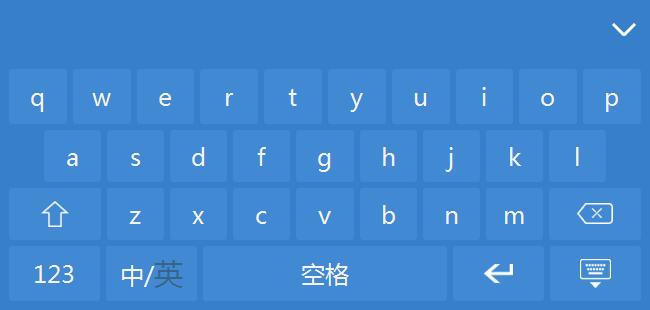 q w e r t y u i o p
a s d f g h j k l
z x c v b n m
123 中/英 空格